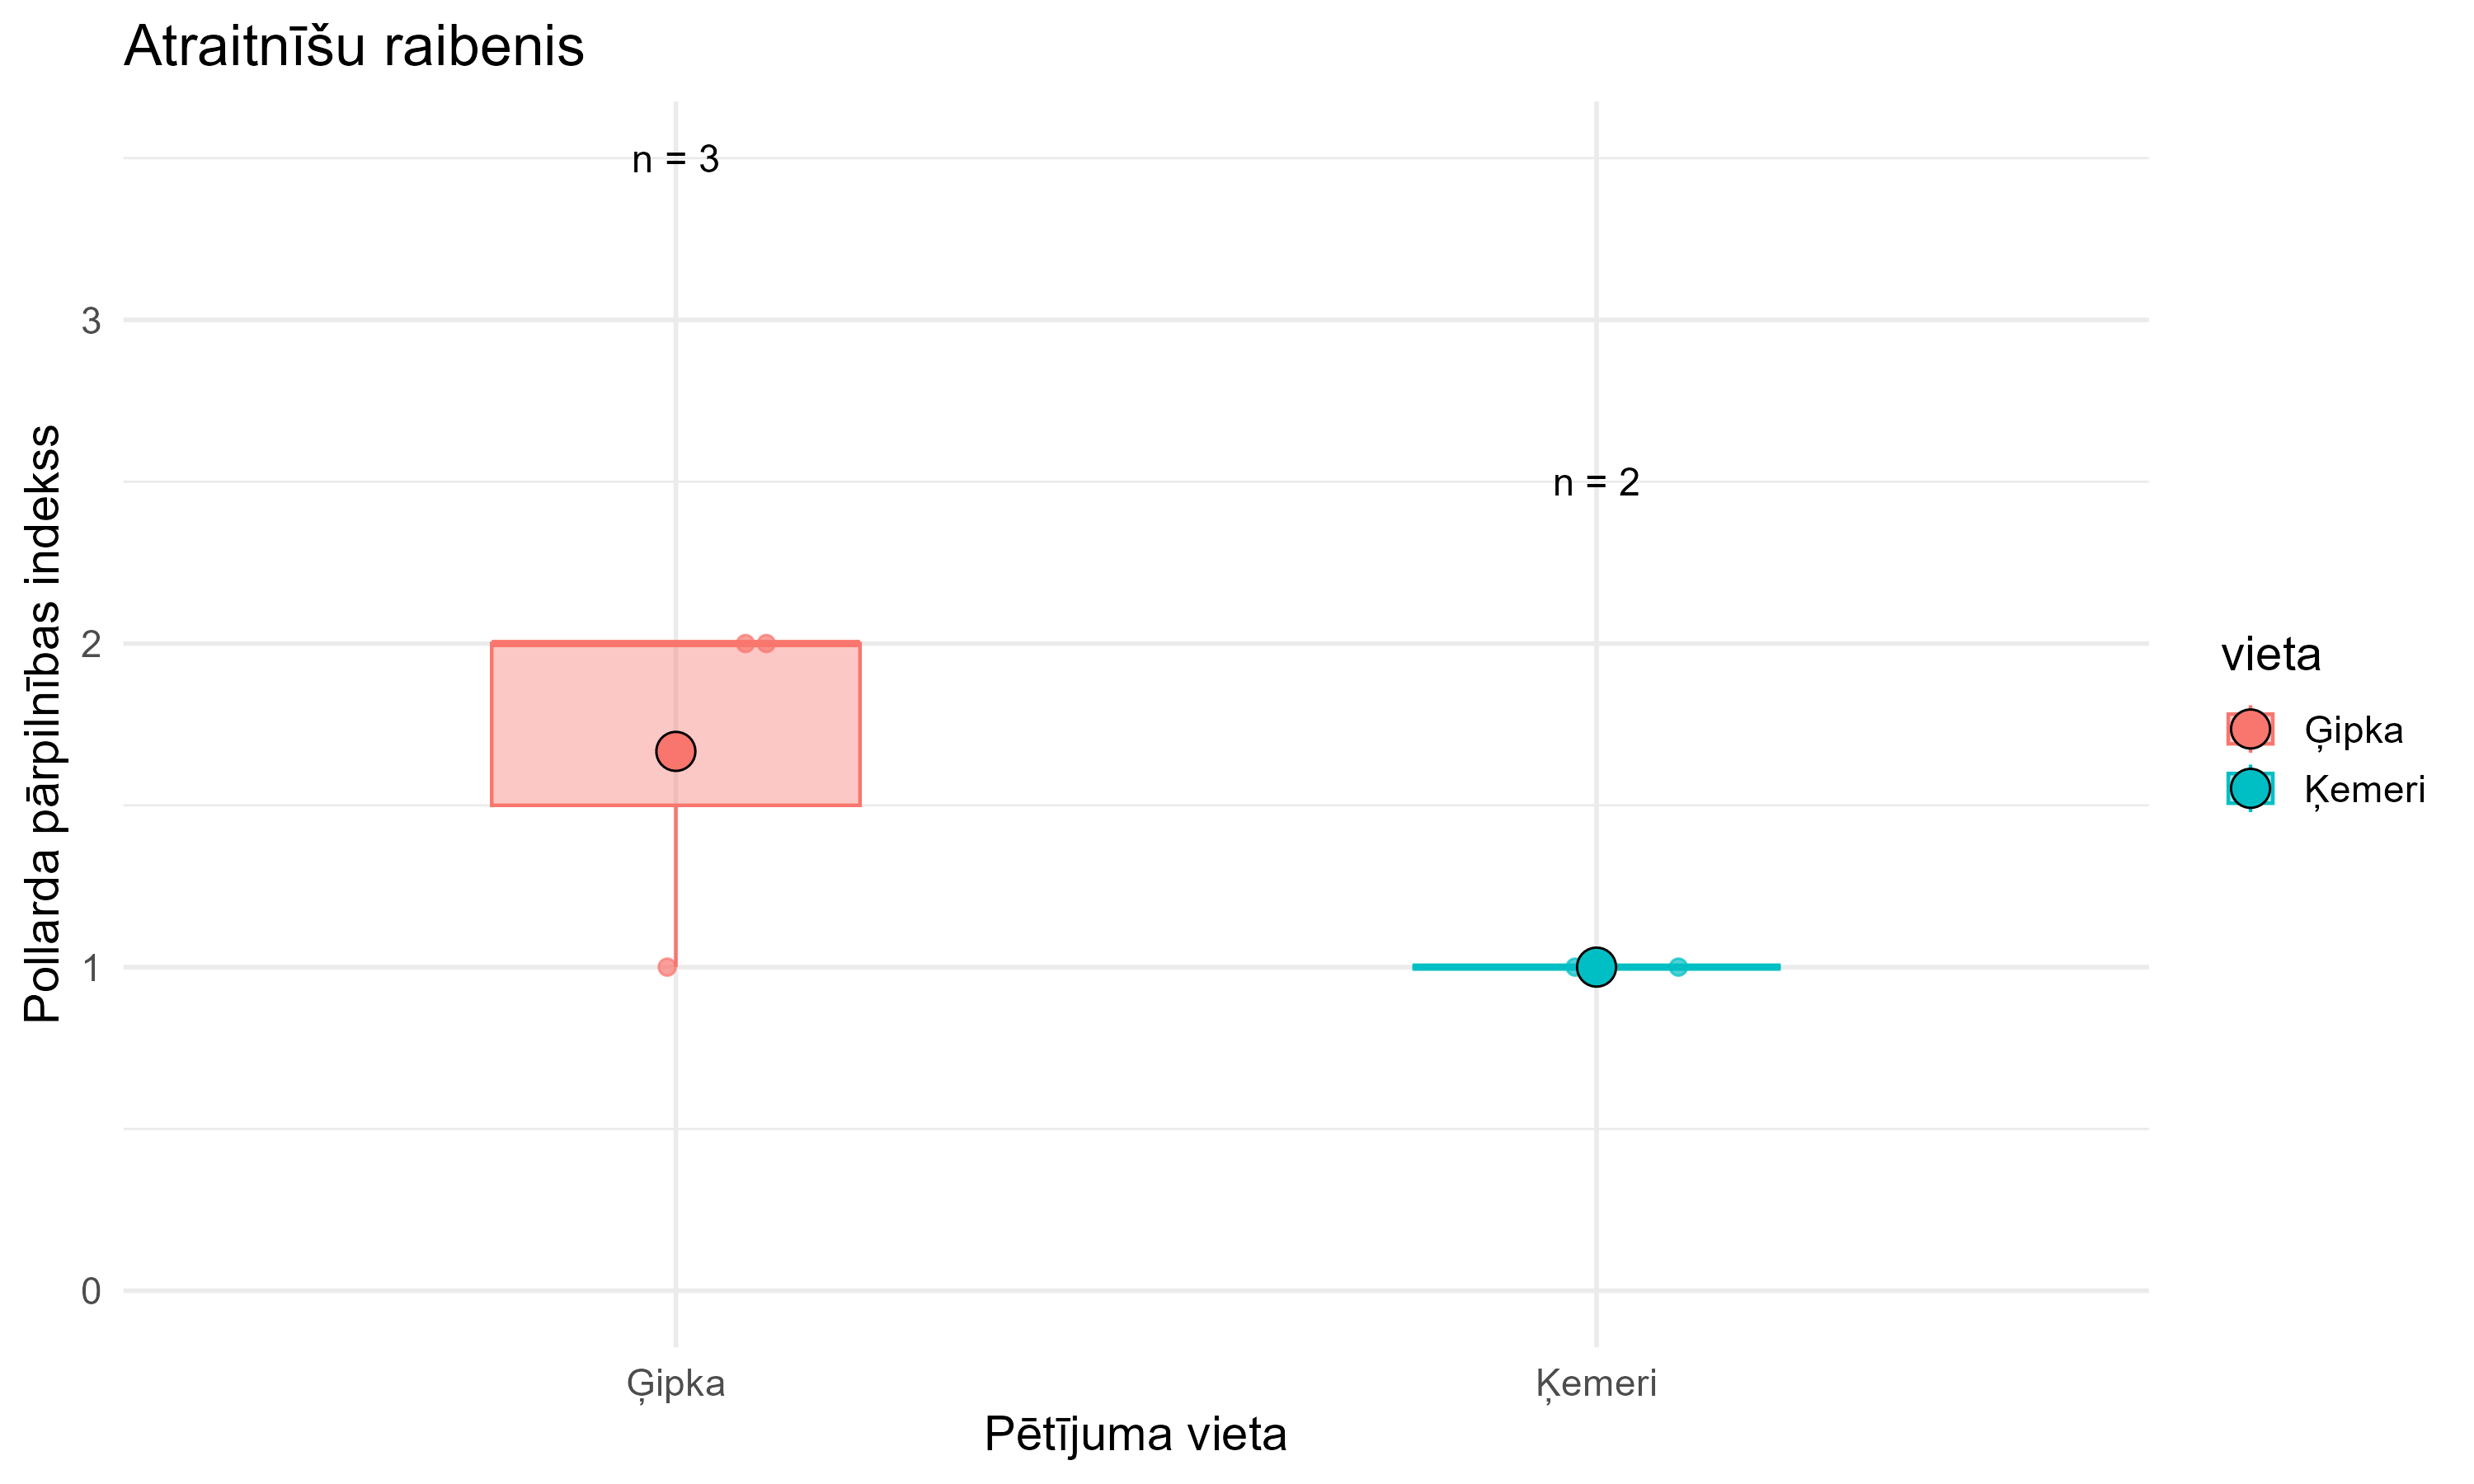 Atraitnīšu raibenis
n = 3
n = 2
3
2
1
0
Pollarda pārpilnības indekss
Ģipka
Ķemeri
Pētījuma vieta
vieta
Ģipka
Ķemeri